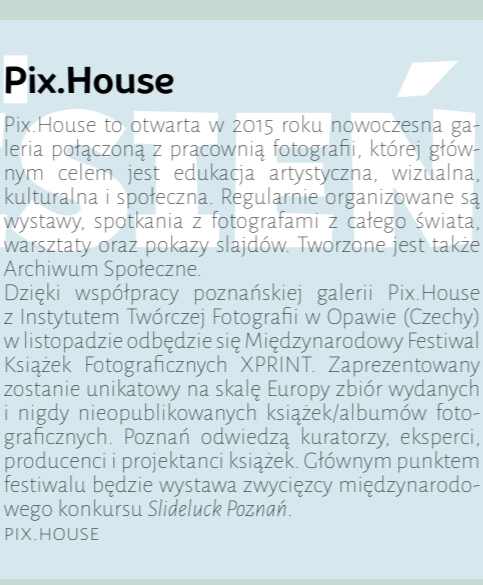 Pix.House
SIEŃ
Pix.House to otwarta w 2015 roku nowoczesna ga-
leria połączoną z pracownią fotografii, której głów-
nym celem jest edukacja artystyczna, wizualna,
kulturalna i społeczna. Regularnie organizowane są
wystawy, spotkania z fotografami z całego świata,
warsztaty oraz pokazy slajdów. Tworzone jest także
Archiwum Społeczne.
Dzięki współpracy poznańskiej galerii Pix.House
z Instytutem Twórczej Fotografii w Opawie (Czechy)
w listopadzie odbędzie się Międzynarodowy Festiwal
Książek Fotograficznych XPRINT. Zaprezentowany
zostanie unikatowy na skalę Europy zbiór wydanych
i nigdy nieopublikowanych książek/albumów foto-
graficznych. Poznań odwiedzą kuratorzy, eksperci,
producenci i projektanci książek. Głównym punktem
festiwalu będzie wystawa zwycięzcy międzynarodo-
wego konkursu Slideluck Poznań.
PIX.HOUSE